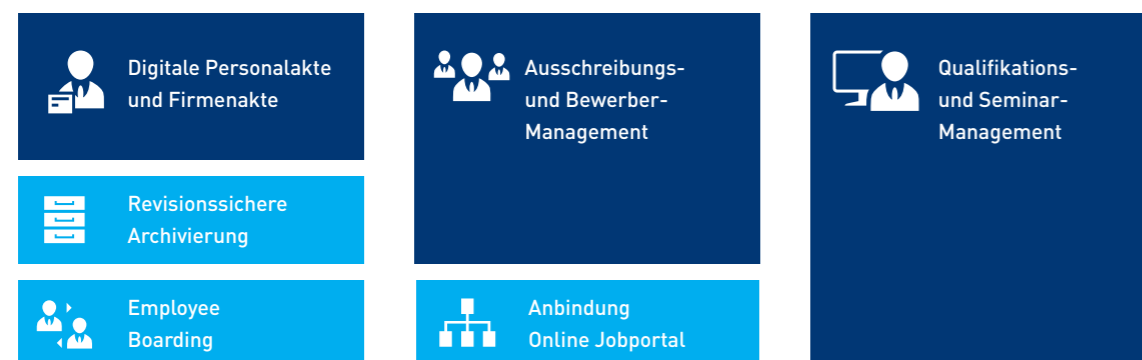 Digitale Personalakte
und Firmenakte
Revisionssichere
Archivierung
Employee
Boarding
Ausschreibungs-
und Bewerber-
Management
Anbindung
Online Jobportal
Qualifikations-
und Seminar-
Management